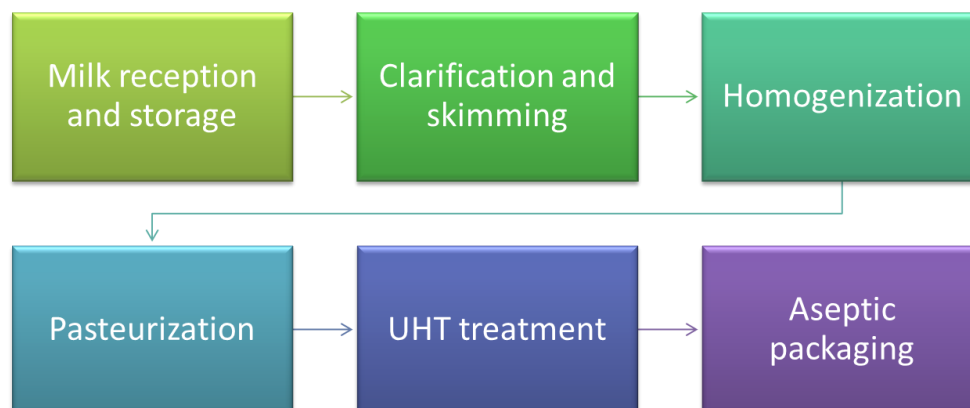 Milk reception
and storage
Clarification and
skimming
Homogenization
Pasteurization
UHT treatment
Aseptic
packaging